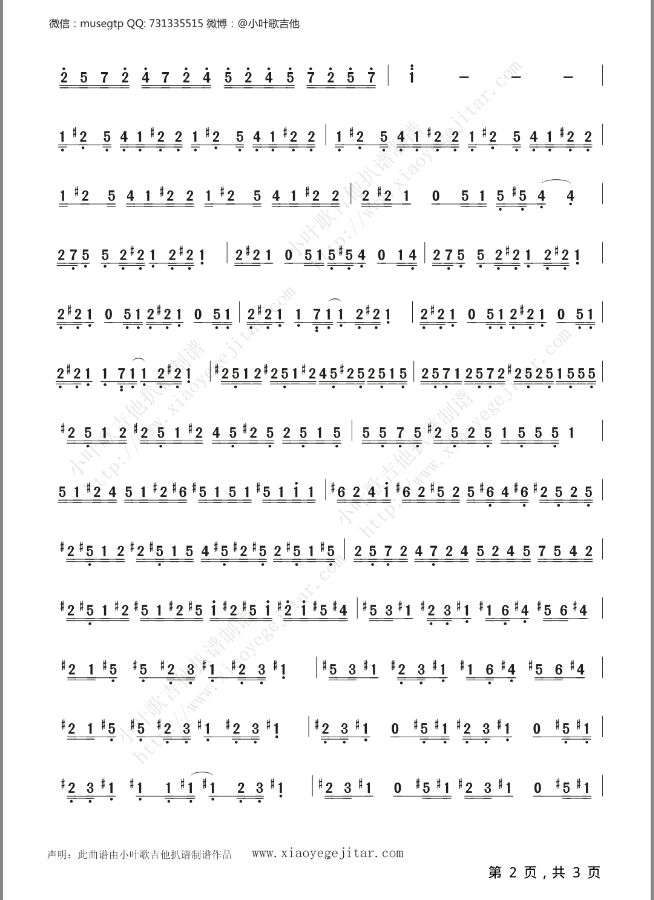 微信：musegtp QQ: 731335515 微博：@小叶歌吉他
2 5 7 2 4 7 2 4 5 2 4 5 7 2 5 7 | i – – – |
1 #2 5 4 1 #2 2 1 #2 5 4 1 #2 2 | 1 #2 5 4 1 #2 2 1 #2 5 4 1 #2 2 |
1 #2 5 4 1 #2 2 1 #2 5 4 1 #2 2 | 2 #2 1 0 5 1 5 #5 4 4 |
2 7 5 5 2 #2 1 2 #2 1 | 2 #2 1 0 5 1 5 #5 4 0 1 4 | 2 7 5 5 2 #2 1 2 #2 1 |
2 #2 1 0 5 1 2 #2 1 0 5 1 | 2 #2 1 1 7 1 1 2 #2 1 | 2 #2 1 0 5 1 2 #2 1 0 5 1 |
2 #2 1 1 7 1 1 2 #2 1 | #2 5 1 2 #2 5 1 #2 4 5 #2 5 2 2 5 1 5 | 2 5 7 1 2 5 7 2 #2 5 2 5 1 5 5 5 |
#2 5 1 2 #2 5 1 #2 4 5 #2 5 2 5 1 5 | 5 5 7 5 #2 5 2 5 1 5 5 5 1
5 1 #2 4 5 1 #2 #6 #5 1 5 1 #5 1 i 1 | #6 2 4 i #6 2 #5 2 5 #6 4 #6 #2 5 2 5 |
#2 #5 1 2 #2 #5 1 5 4 #5 #2 #5 2 #5 1 #5 | 2 5 7 2 4 7 2 4 5 2 4 5 7 5 4 2
#2 #5 1 #2 #5 1 #2 #5 i #2 #5 i #2 i #5 #4 | #5 3 #1 #2 3 #1 #1 6 #4 #5 6 #4 |
#2 1 #5 #5 #2 3 #1 #2 3 #1 | #5 3 #1 #2 3 #1 #1 6 #4 #5 6 #4 |
#2 1 #5 #2 3 #1 #2 3 #1 | #2 3 #1 0 #5 #1 #2 3 #1 0 #5 #1 |
#2 3 #1 #1 1 #1 #1 #2 3 #1 | #2 3 #1 0 #5 #1 #2 3 #1 0 #5 #1 |
声明：此曲谱由小叶歌吉他扒谱制谱作品 www.xiaoyegejitar.com
第 2 页，共 3 页
小叶歌吉他扒谱制谱
http://www.xiaoyegejitar.com